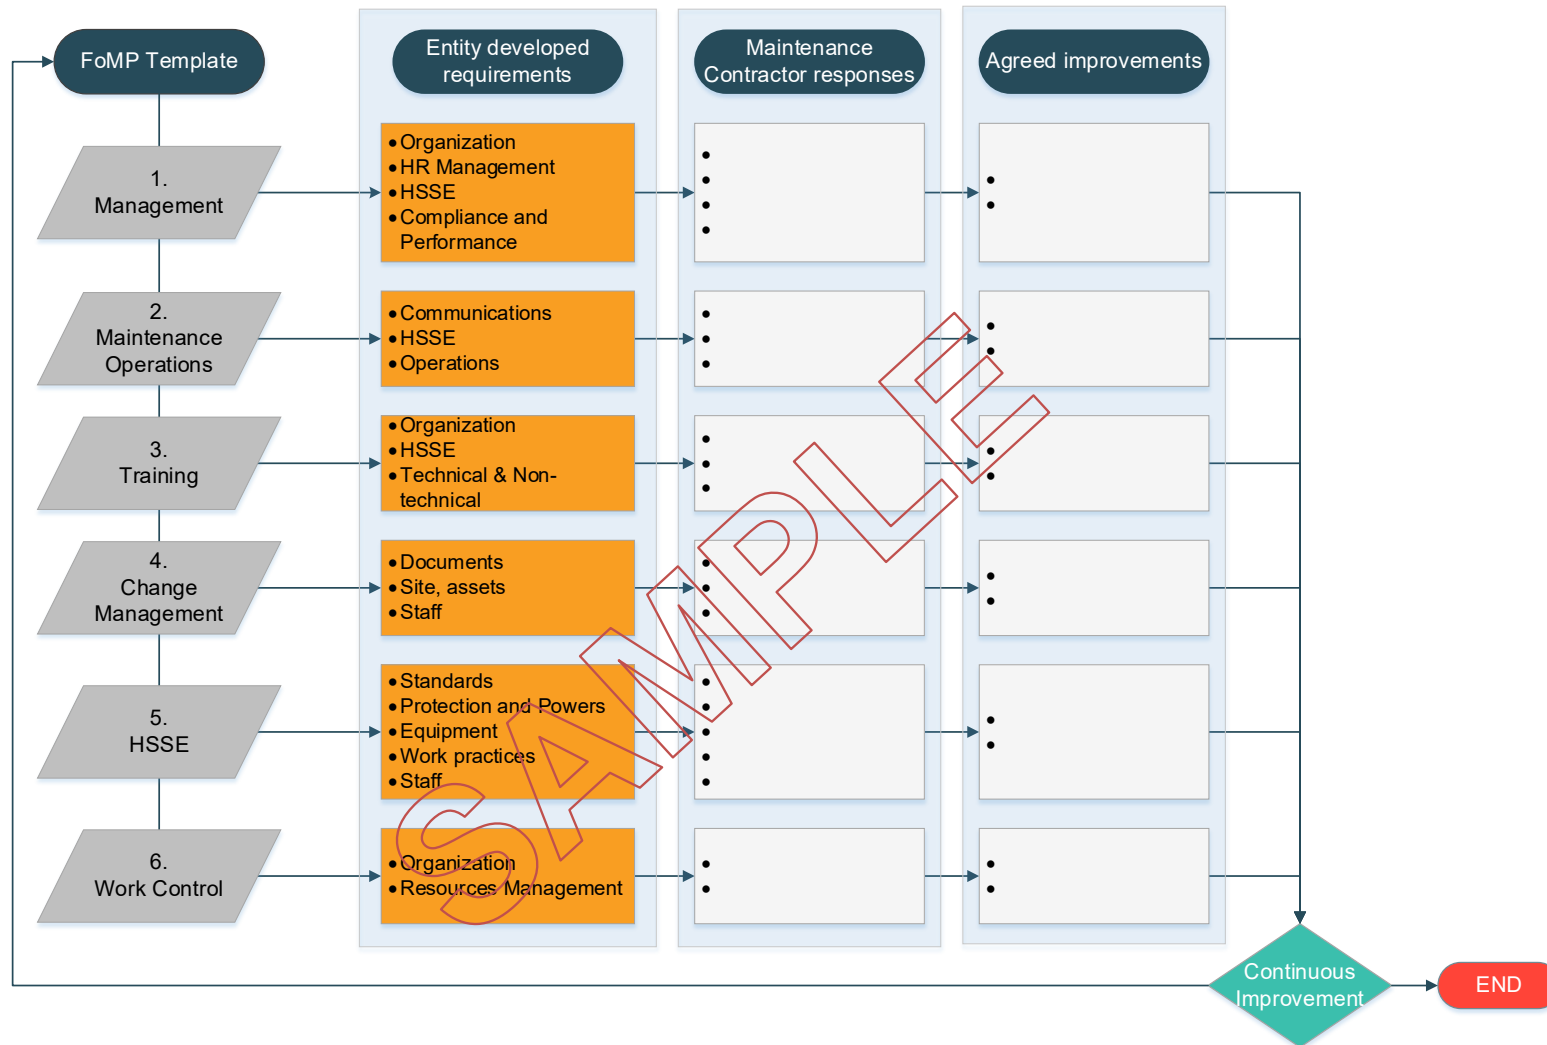 FoMP Template
Entity developed
requirements
Maintenance
Contractor responses
Agreed improvements
1.
Management
• Organization
• HR Management
• HSSE
• Compliance and
Performance
•
•
•
•
•
•
2.
Maintenance
Operations
• Communications
• HSSE
• Operations
•
•
•
•
•
3.
Training
• Organization
• HSSE
• Technical & Non-
technical
•
•
•
•
•
4.
Change
Management
• Documents
• Site, assets
• Staff
•
•
•
•
•
5.
HSSE
• Standards
• Protection and Powers
• Equipment
• Work practices
• Staff
•
•
•
•
•
•
•
6.
Work Control
• Organization
• Resources Management
•
•
•
•
SAMPLE
Continuous
Improvement
END